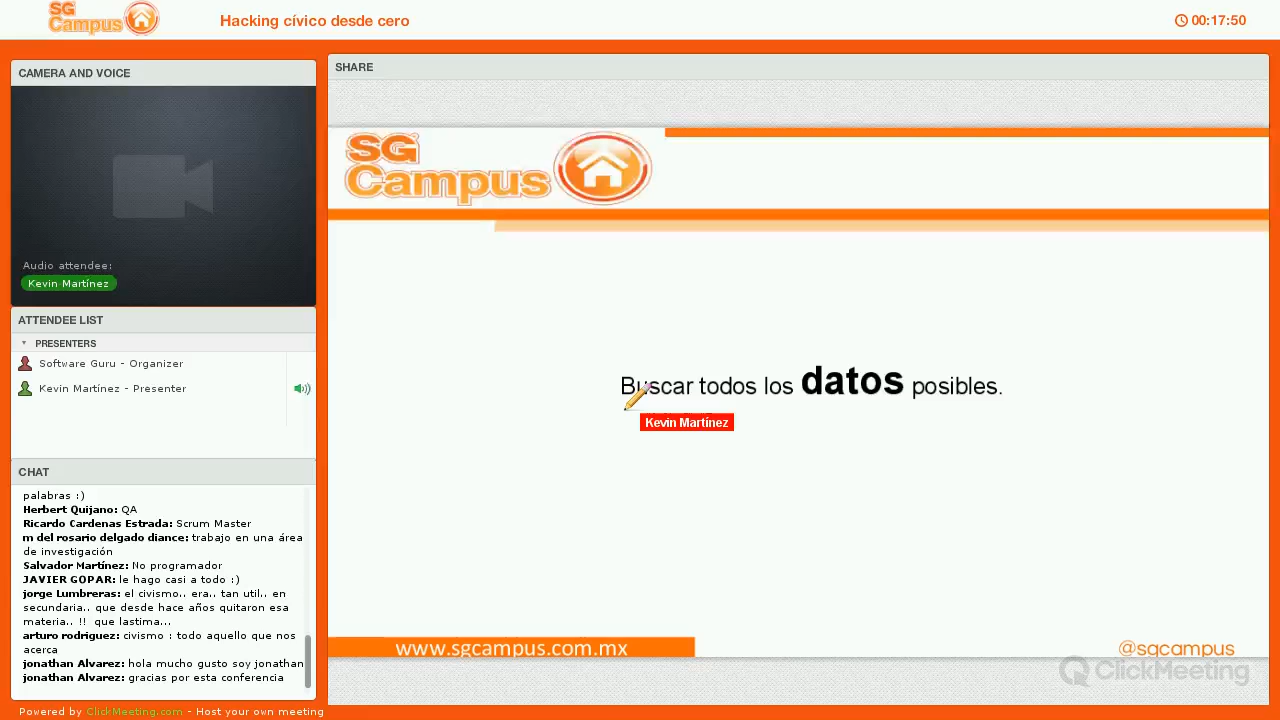 SG Campus
Hacking cívico desde cero
00:17:50
CAMERA AND VOICE
Audio attendee:
Kevin Martínez
ATTENDEE LIST
PRESENTERS
Software Guru - Organizer
Kevin Martínez - Presenter
CHAT
palabras :)
Herbert Quijano: QA
Ricardo Cardenas Estrada: Scrum Master
m del rosario delgado diance: trabajo en una área
de investigación
Salvador Martínez: No programador
JAVIER GOPAR: le hago casi a todo :)
jorge Lumbreras: el civismo.. era.. tan util.. en
secundaria.. que desde hace años quitaron esa
materia.. !! que lastima...
arturo rodriguez: civismo : todo aquello que nos
acerca
jonathan Alvarez: hola mucho gusto soy jonathan
jonathan Alvarez: gracias por esta conferencia
Powered by ClickMeeting.com - Host your own meeting
SHARE
SG
Campus
Buscar todos los datos posibles.
Kevin Martínez
www.sgcampus.com.mx
@sgcampus
ClickMeeting